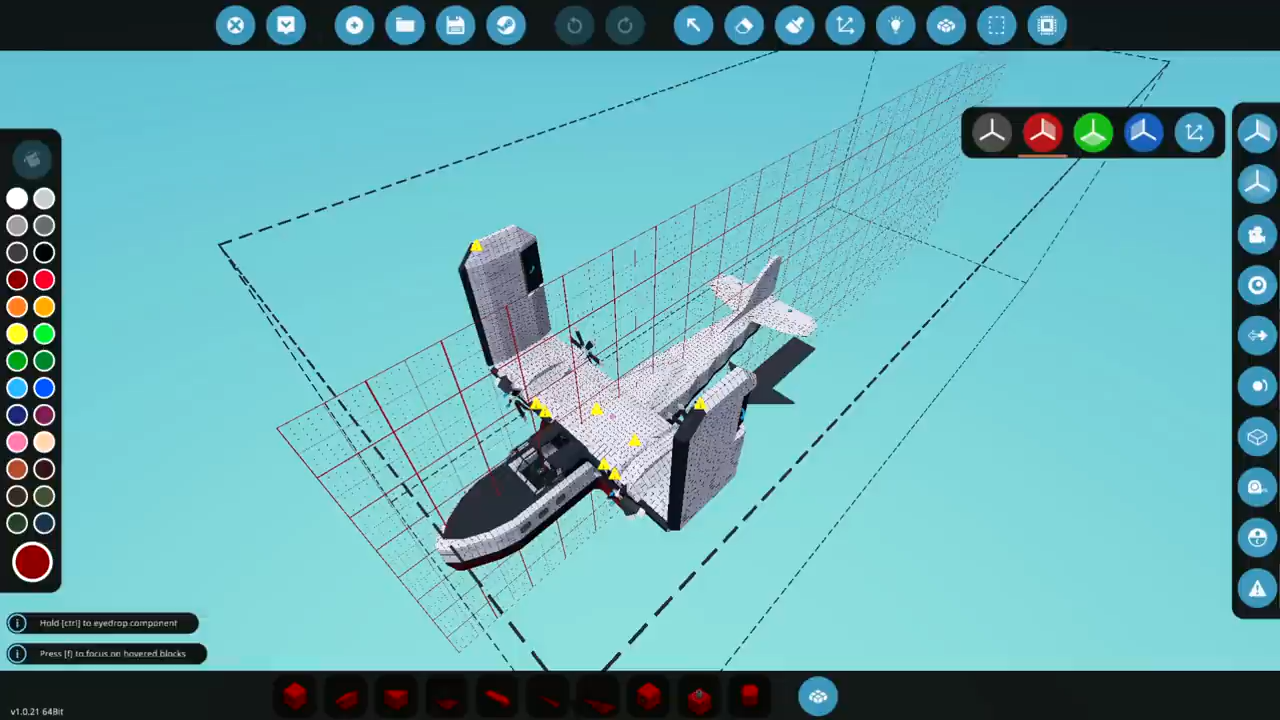 Hold [ctrl] to eyedrop component
Press [f] to focus on hovered blocks
v1.0.21 64Bit